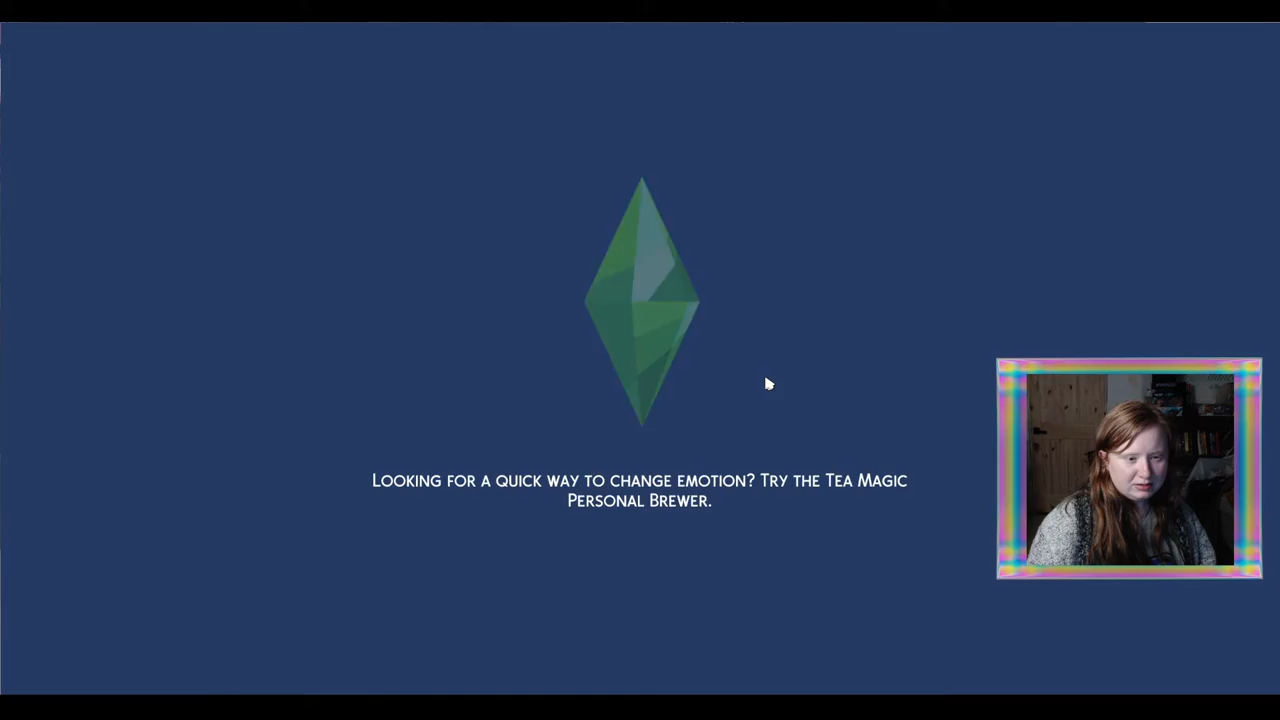 Looking for a quick way to change emotion? Try the Tea Magic
Personal Brewer.